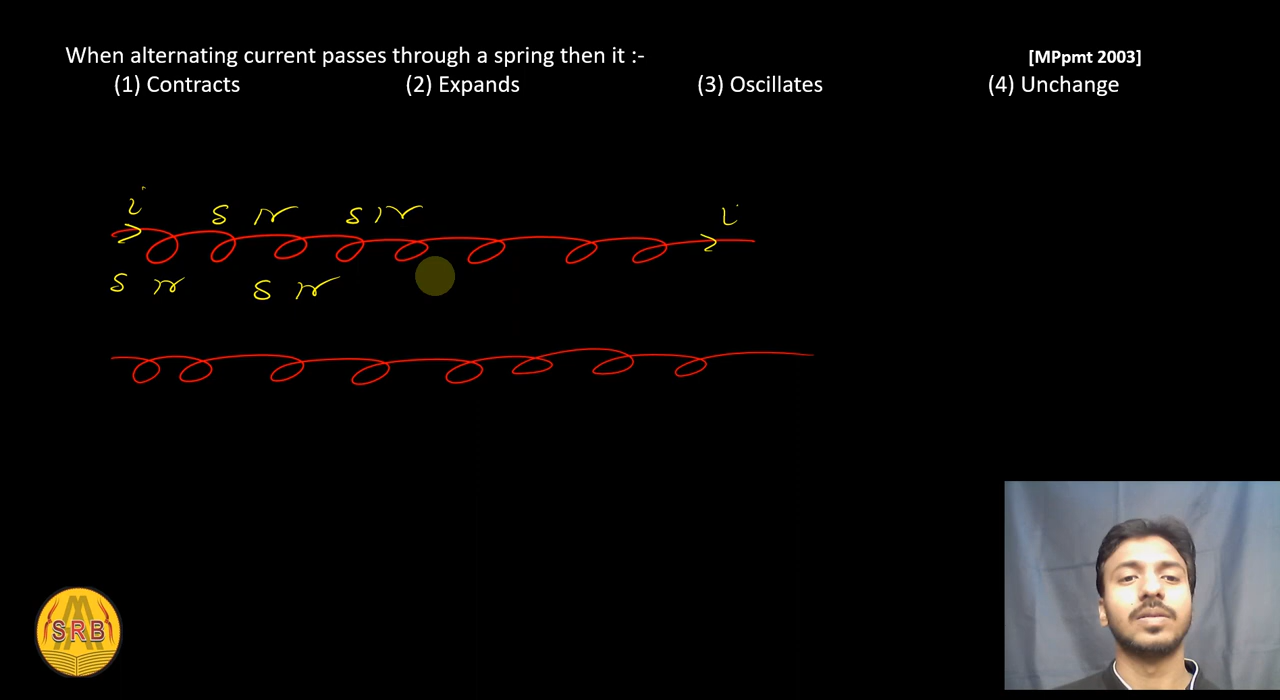 When alternating current passes through a spring then it :- [MPpmt 2003]
(1) Contracts (2) Expands (3) Oscillates (4) Unchange
i S N S N i
S N S N
SRB